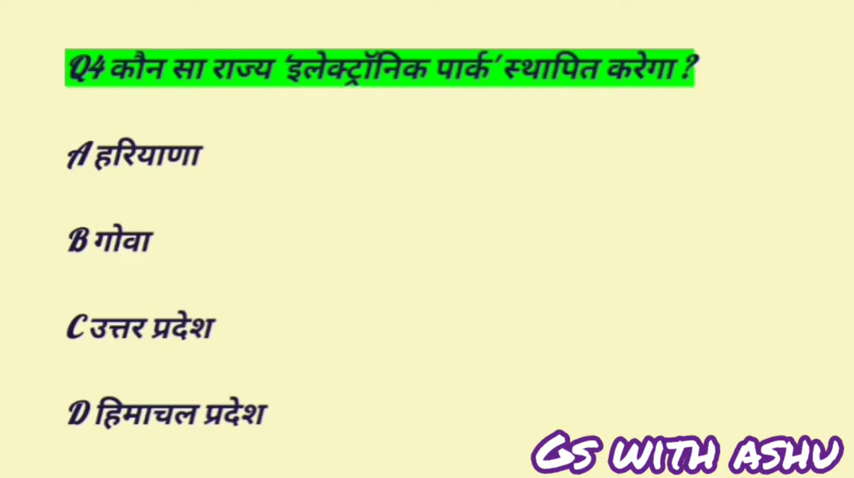 Q4 कौन सा राज्य 'इलेक्ट्रॉनिक पार्क' स्थापित करेगा ?
A हरियाणा
B गोवा
C उत्तर प्रदेश
D हिमाचल प्रदेश
Gs with ashu